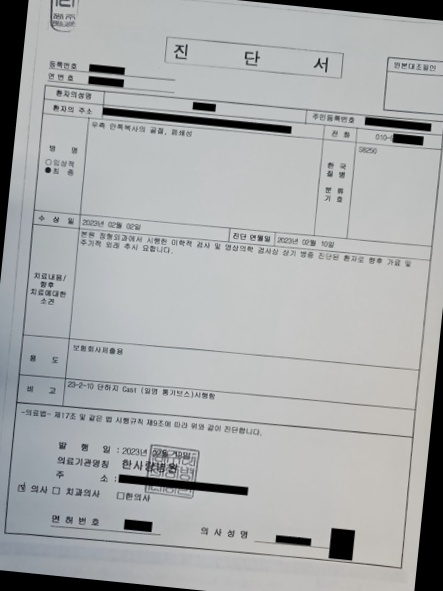 진 단 서
원본대조필인
등록번호
연 번 호
환자의성명
주민등록번호
환자의 주소
전 화 010-
병 명
우측 안쪽복사의 골절, 폐쇄성
한 국 질 병 분 류 기 호
S8250
○임상적
●최 종
수 상 일 2023년 02월 02일 진단 연월일 2023년 02월 10일
치료내용/
향후
치료에대한
소견
본원 정형외과에서 시행한 이학적 검사 및 영상의학 검사상 상기 병증 진단된 환자로 향후 가료 및
주기적 외래 추시 요합니다.
용 도 보험회사제출용
비 고 23-2-10 단하지 Cast (일명 통기브스)시행함
-의료법- 제17조 및 같은 법 시행규칙 제9조에 따라 위와 같이 진단합니다.
발 행 일 : 2023년 02월 10일
의료기관명칭 한사랑병원
주 소 :
의사 □ 치과의사 □한의사
면 허 번 호
의 사 성 명